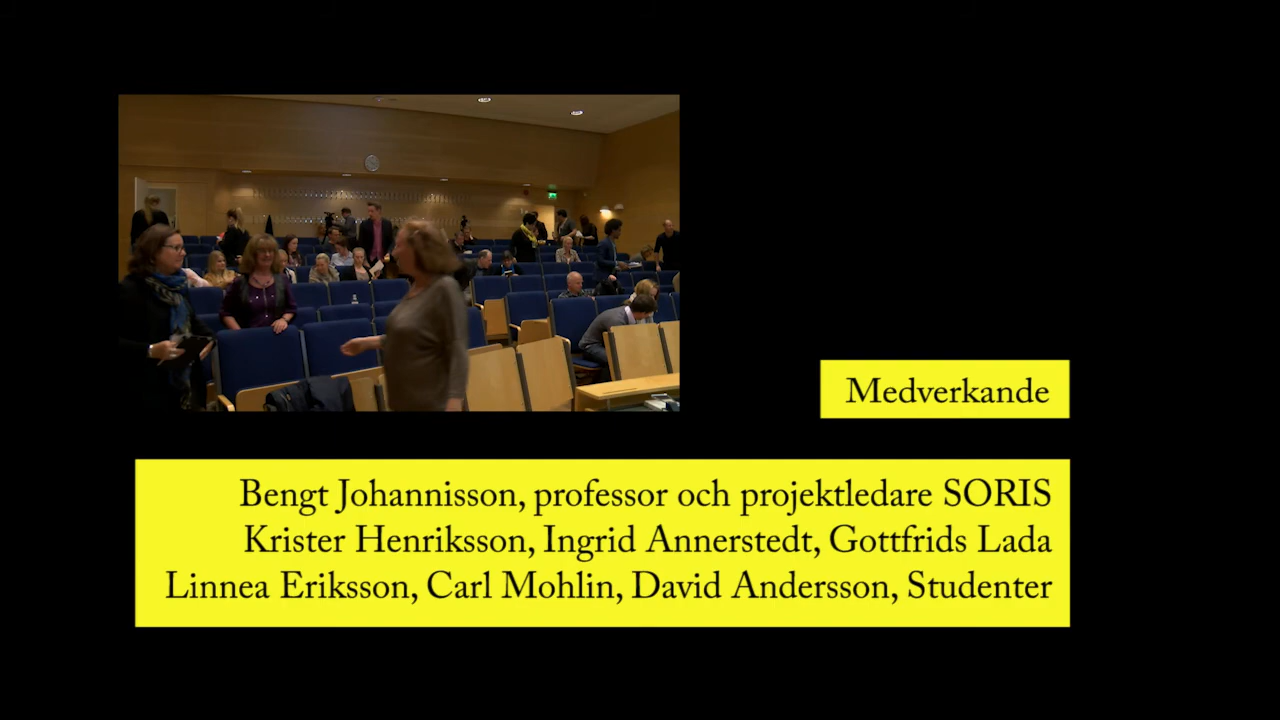 Medverkande
Bengt Johannisson, professor och projektledare SORIS
Krister Henriksson, Ingrid Annerstedt, Gottfrids Lada
Linnea Eriksson, Carl Mohlin, David Andersson, Studenter